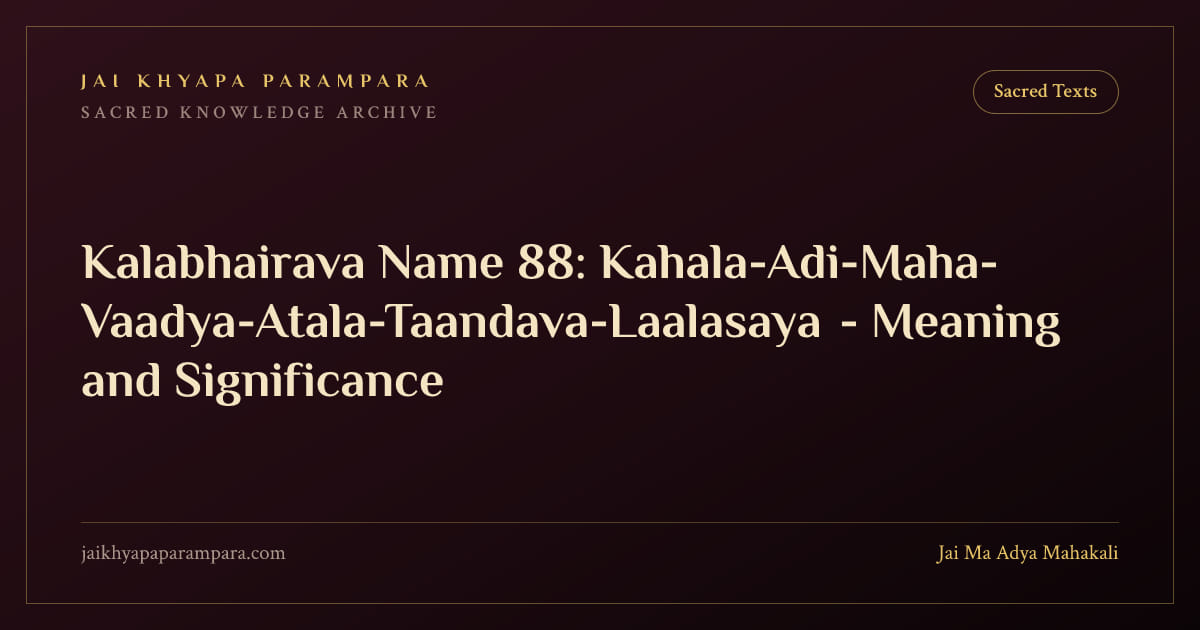 JAI KHYAPA PARAMPARA
SACRED KNOWLEDGE ARCHIVE
Sacred Texts
Kalabhairava Name 88: Kahala-Adi-Maha-
Vaadya-Atala-Taandava-Laalasaya - Meaning
and Significance
jaikhyapaparampara.com
Jai Ma Adya Mahakali